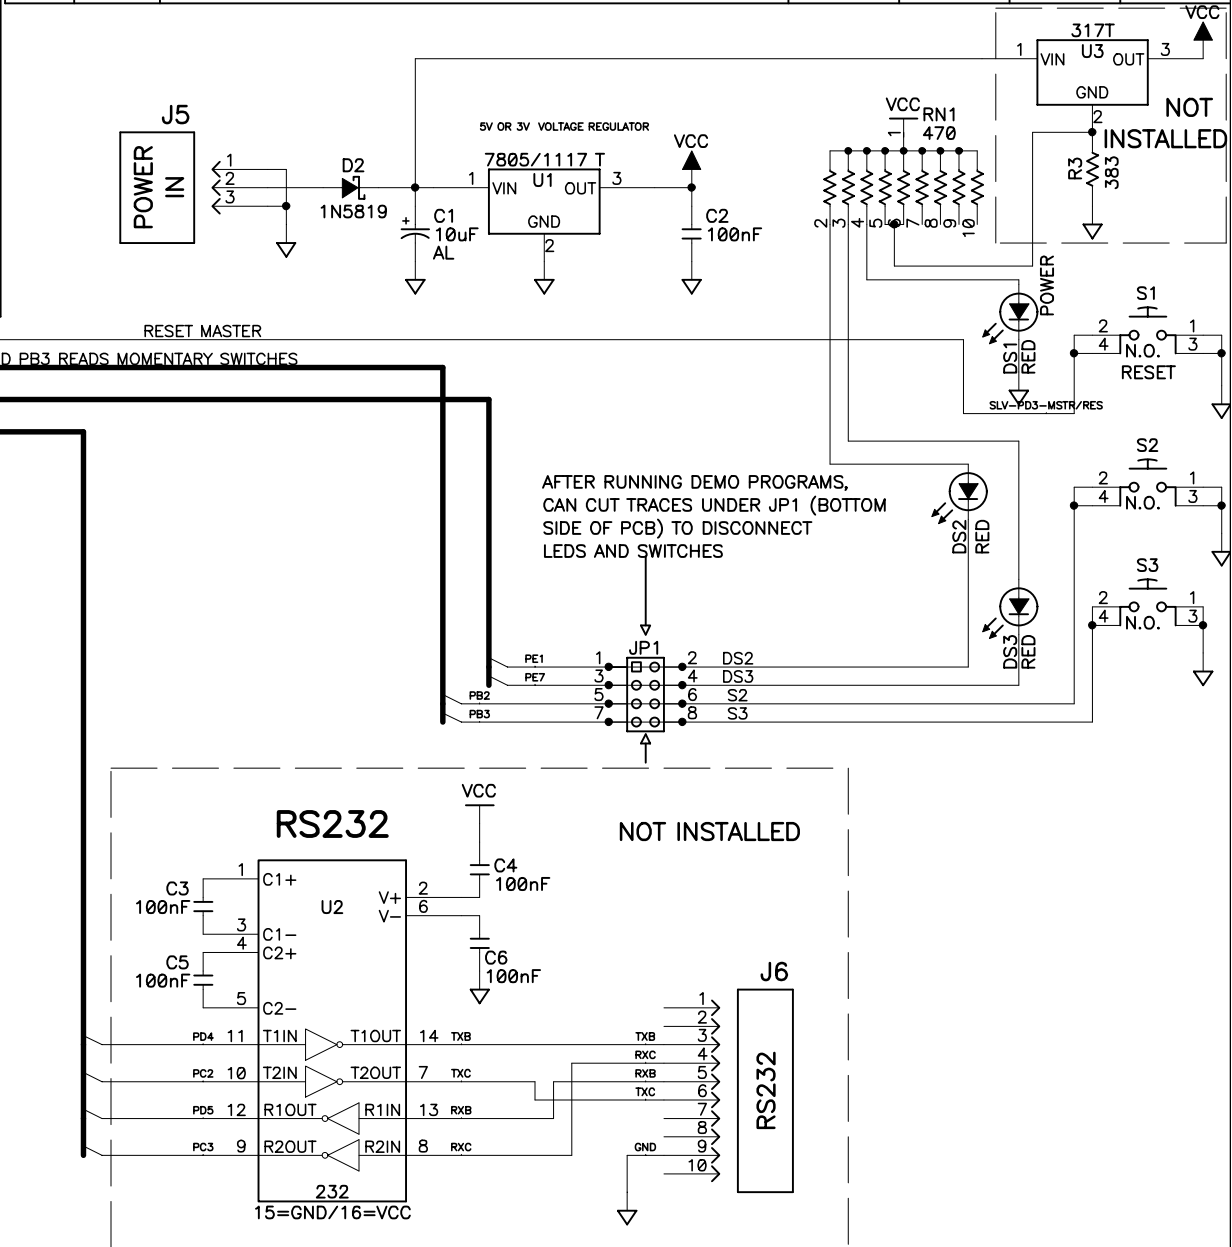 VCC
317T
1 VIN U3 OUT 3
GND
2
NOT
INSTALLED
R3
383
J5
POWER
IN
1
2
3
D2
1N5819
5V OR 3V VOLTAGE REGULATOR
7805/1117 T
1 VIN U1 OUT 3
GND
2
C1
+
10uF
AL
VCC
C2
100nF
VCC
RN1
470
1
2 3 4 5 6 7 8 9 10
POWER
DS1
RED
S1
2 1
4 N.O. 3
RESET
RESET MASTER
D PB3 READS MOMENTARY SWITCHES
SLV-PD3-MSTR/RES
S2
2 1
4 N.O. 3
AFTER RUNNING DEMO PROGRAMS,
CAN CUT TRACES UNDER JP1 (BOTTOM
SIDE OF PCB) TO DISCONNECT
LEDS AND SWITCHES
DS2
RED
S3
2 1
4 N.O. 3
DS3
RED
JP1
PE1 1 2 DS2
PE7 3 4 DS3
PB2 5 6 S2
PB3 7 8 S3
RS232
NOT INSTALLED
VCC
C4
100nF
1 C1+
C3
100nF
U2
V+ 2
V- 6
3 C1-
4 C2+
C5
100nF
C6
100nF
5 C2-
J6
RS232
1
2
PD4 11 T1IN T1OUT 14 TXB TXB 3
RXC 4
PC2 10 T2IN T2OUT 7 TXC RXB 5
TXC 6
PD5 12 R1OUT R1IN 13 RXB 7
8
PC3 9 R2OUT R2IN 8 RXC GND 9
10
232
15=GND/16=VCC